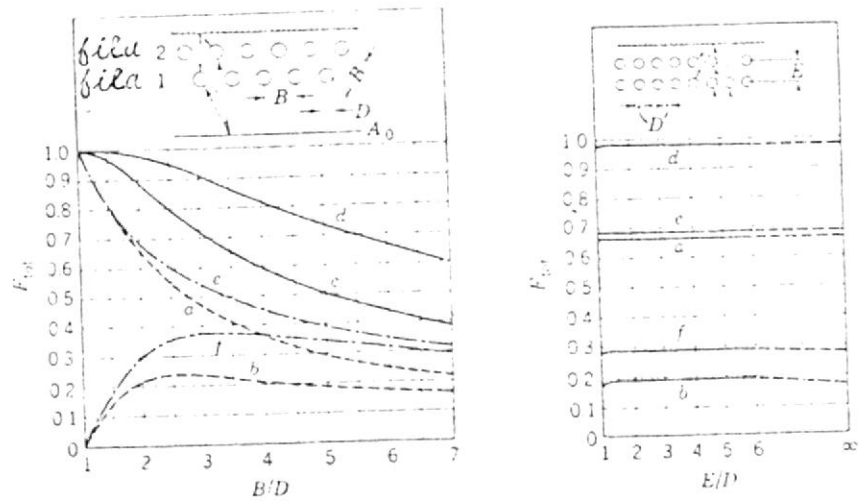 fila 2
fila 1
B
R
D
A₀
1.0
0.9
0.8
0.7
0.6
0.5
0.4
0.3
0.2
0.1
0
F
d
c
e
a
f
b
1 2 3 4 5 6 7
B/D
E
D'
1.0
0.9
0.8
0.7
0.6
0.5
0.4
0.3
0.2
0.1
0
F
d
e
a
f
b
1 2 3 4 5 6 ∞
E/D